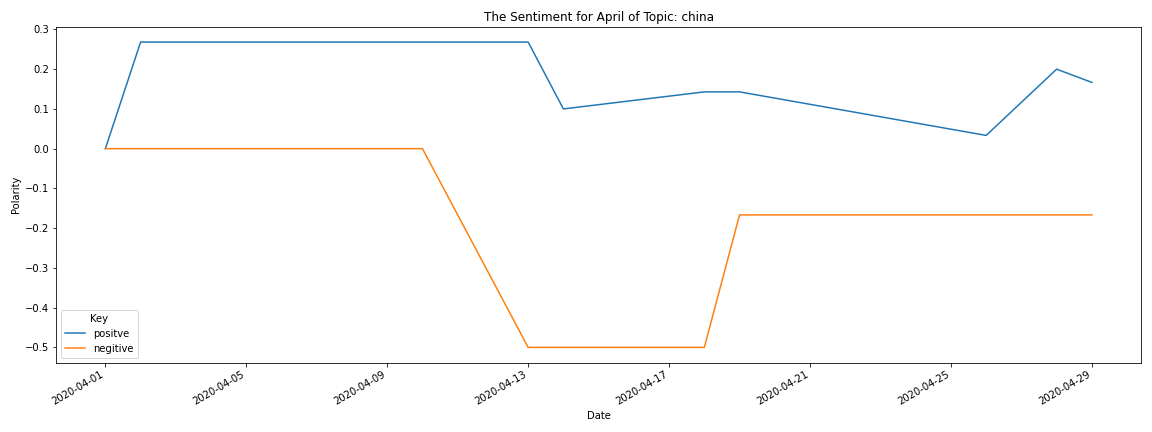 The Sentiment for April of Topic: china
0.3
0.2
0.1
0.0
−0.1
−0.2
−0.3
−0.4
−0.5
Polarity
Key
positve
negitive
2020-04-01
2020-04-05
2020-04-09
2020-04-13
2020-04-17
2020-04-21
2020-04-25
2020-04-29
Date